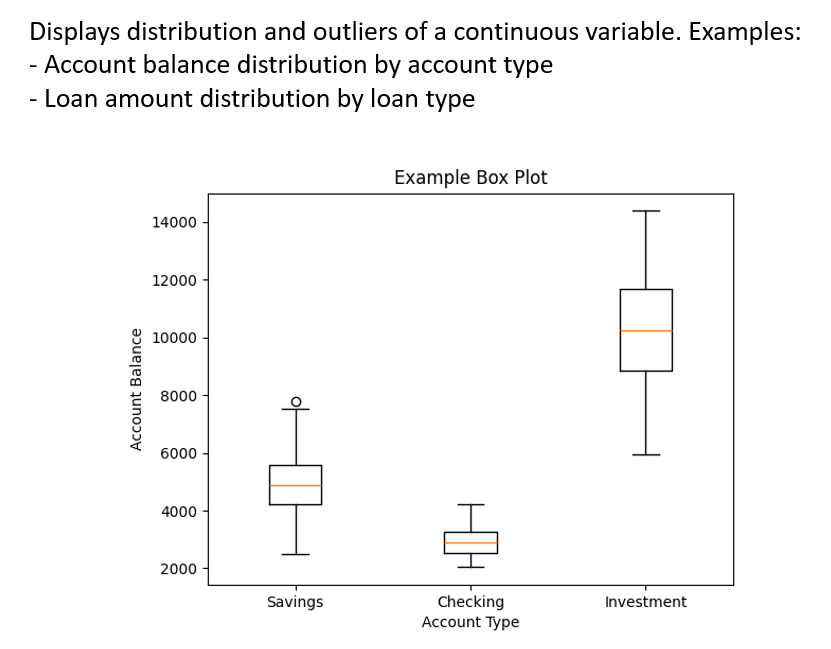 Displays distribution and outliers of a continuous variable. Examples:
- Account balance distribution by account type
- Loan amount distribution by loan type
Example Box Plot
14000
12000
10000
8000
6000
4000
2000
Account Balance
Savings
Checking
Investment
Account Type